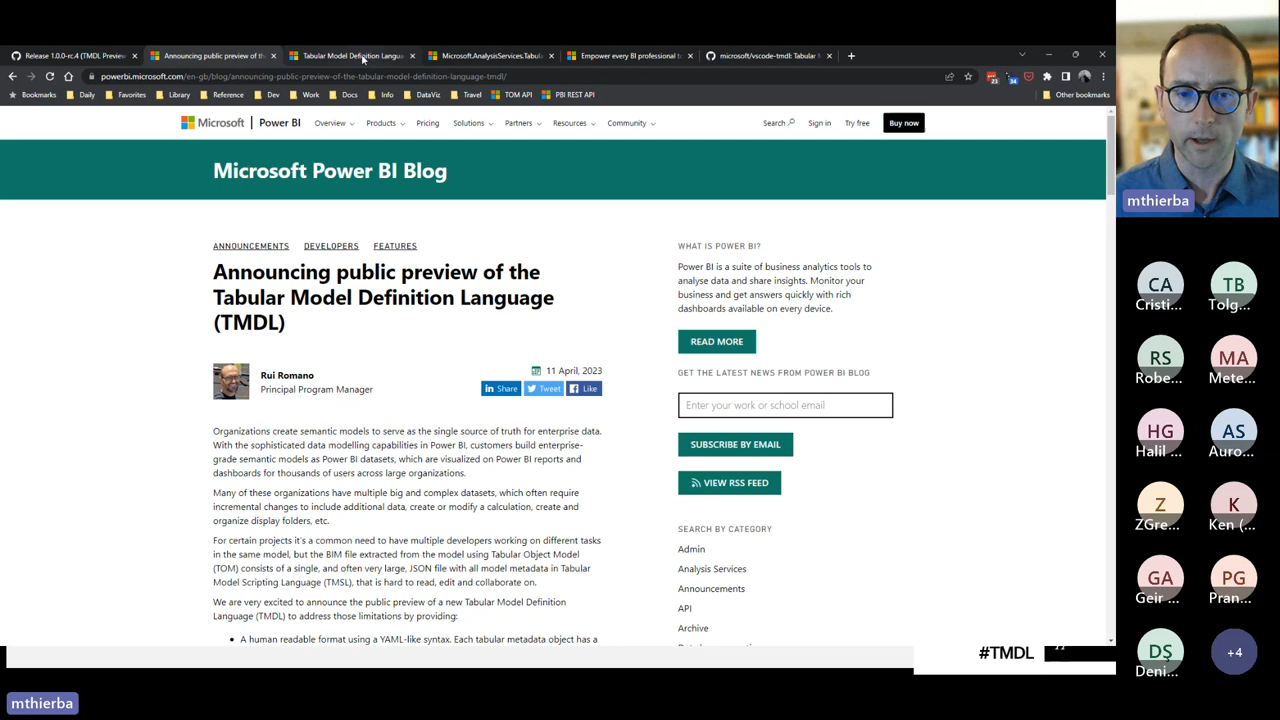 Release 1.0.0-rc.4 (TMDL Preview
Announcing public preview of the
Tabular Model Definition Langua
Microsoft.AnalysisServices.Tabula
Empower every BI professional t
microsoft/vscode-tmdl: Tabular M
powerbi.microsoft.com/en-gb/blog/announcing-public-preview-of-the-tabular-model-definition-language-tmdl/
Bookmarks
Daily
Favorites
Library
Reference
Dev
Work
Docs
Info
DataViz
Travel
TOM API
PBI REST API
Other bookmarks
Microsoft
Power BI
Overview
Products
Pricing
Solutions
Partners
Resources
Community
Search
Sign in
Try free
Buy now
Microsoft Power BI Blog
ANNOUNCEMENTS DEVELOPERS FEATURES
Announcing public preview of the
Tabular Model Definition Language
(TMDL)
Rui Romano
Principal Program Manager
11 April, 2023
in Share
Tweet
Like
Organizations create semantic models to serve as the single source of truth for enterprise data.
With the sophisticated data modelling capabilities in Power BI, customers build enterprise-
grade semantic models as Power BI datasets, which are visualized on Power BI reports and
dashboards for thousands of users across large organizations.
Many of these organizations have multiple big and complex datasets, which often require
incremental changes to include additional data, create or modify a calculation, create and
organize display folders, etc.
For certain projects it's a common need to have multiple developers working on different tasks
in the same model, but the BIM file extracted from the model using Tabular Object Model
(TOM) consists of a single, and often very large, JSON file with all model metadata in Tabular
Model Scripting Language (TMSL), that is hard to read, edit and collaborate on.
We are very excited to announce the public preview of a new Tabular Model Definition
Language (TMDL) to address those limitations by providing:
• A human readable format using a YAML-like syntax. Each tabular metadata object has a
WHAT IS POWER BI?
Power BI is a suite of business analytics tools to
analyse data and share insights. Monitor your
business and get answers quickly with rich
dashboards available on every device.
READ MORE
GET THE LATEST NEWS FROM POWER BI BLOG
Enter your work or school email
SUBSCRIBE BY EMAIL
VIEW RSS FEED
SEARCH BY CATEGORY
Admin
Analysis Services
Announcements
API
Archive
#TMDL
mthierba
CA
Cristi...
TB
Tolg...
RS
Robe...
MA
Mete...
HG
Halil ...
AS
Auro...
Z
ZGre...
K
Ken (...
GA
Geir ...
PG
Pran...
DŞ
Deni...
+4
mthierba